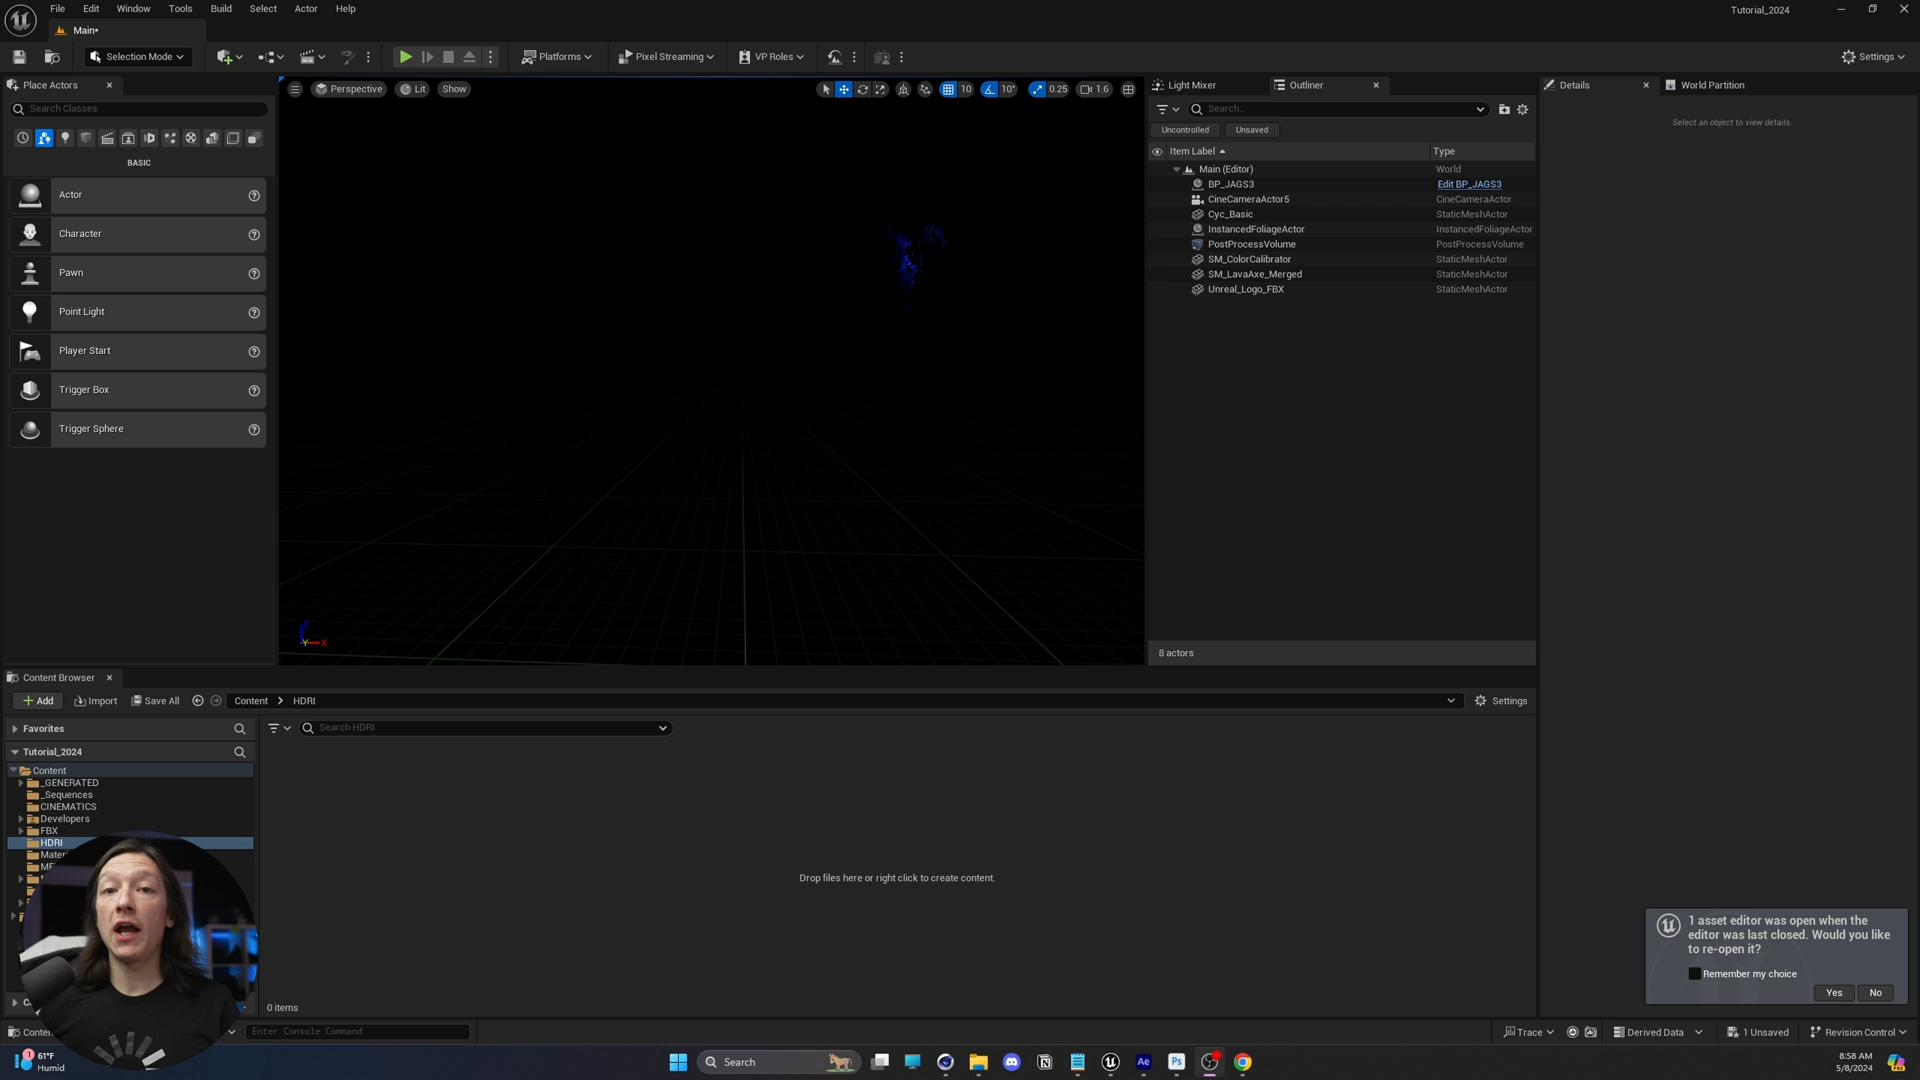 File Edit Window Tools Build Select Actor Help
Tutorial_2024
Main•
Selection Mode
Platforms
Pixel Streaming
VP Roles
Settings
Place Actors
Search Classes
BASIC
Actor
Character
Pawn
Point Light
Player Start
Trigger Box
Trigger Sphere
Perspective
Lit
Show
10
10°
0.25
1.6
Z
Y
X
Light Mixer
Outliner
Search...
Uncontrolled
Unsaved
Item Label
Type
Main (Editor) World
BP_JAGS3 Edit BP_JAGS3
CineCameraActor5 CineCameraActor
Cyc_Basic StaticMeshActor
InstancedFoliageActor InstancedFoliageActor
PostProcessVolume PostProcessVolume
SM_ColorCalibrator StaticMeshActor
SM_LavaAxe_Merged StaticMeshActor
Unreal_Logo_FBX StaticMeshActor
8 actors
Details
World Partition
Select an object to view details.
Content Browser
Add
Import
Save All
Content
HDRI
Settings
Favorites
Search HDRI
Tutorial_2024
Content
_GENERATED
_Sequences
CINEMATICS
Developers
FBX
HDRI
Drop files here or right click to create content.
0 items
1 asset editor was open when the
editor was last closed. Would you like
to re-open it?
Remember my choice
Yes
No
Enter Console Command
Trace
Derived Data
1 Unsaved
Revision Control
1
61°F
Humid
Search
Ae
Ps
8:58 AM
5/8/2024